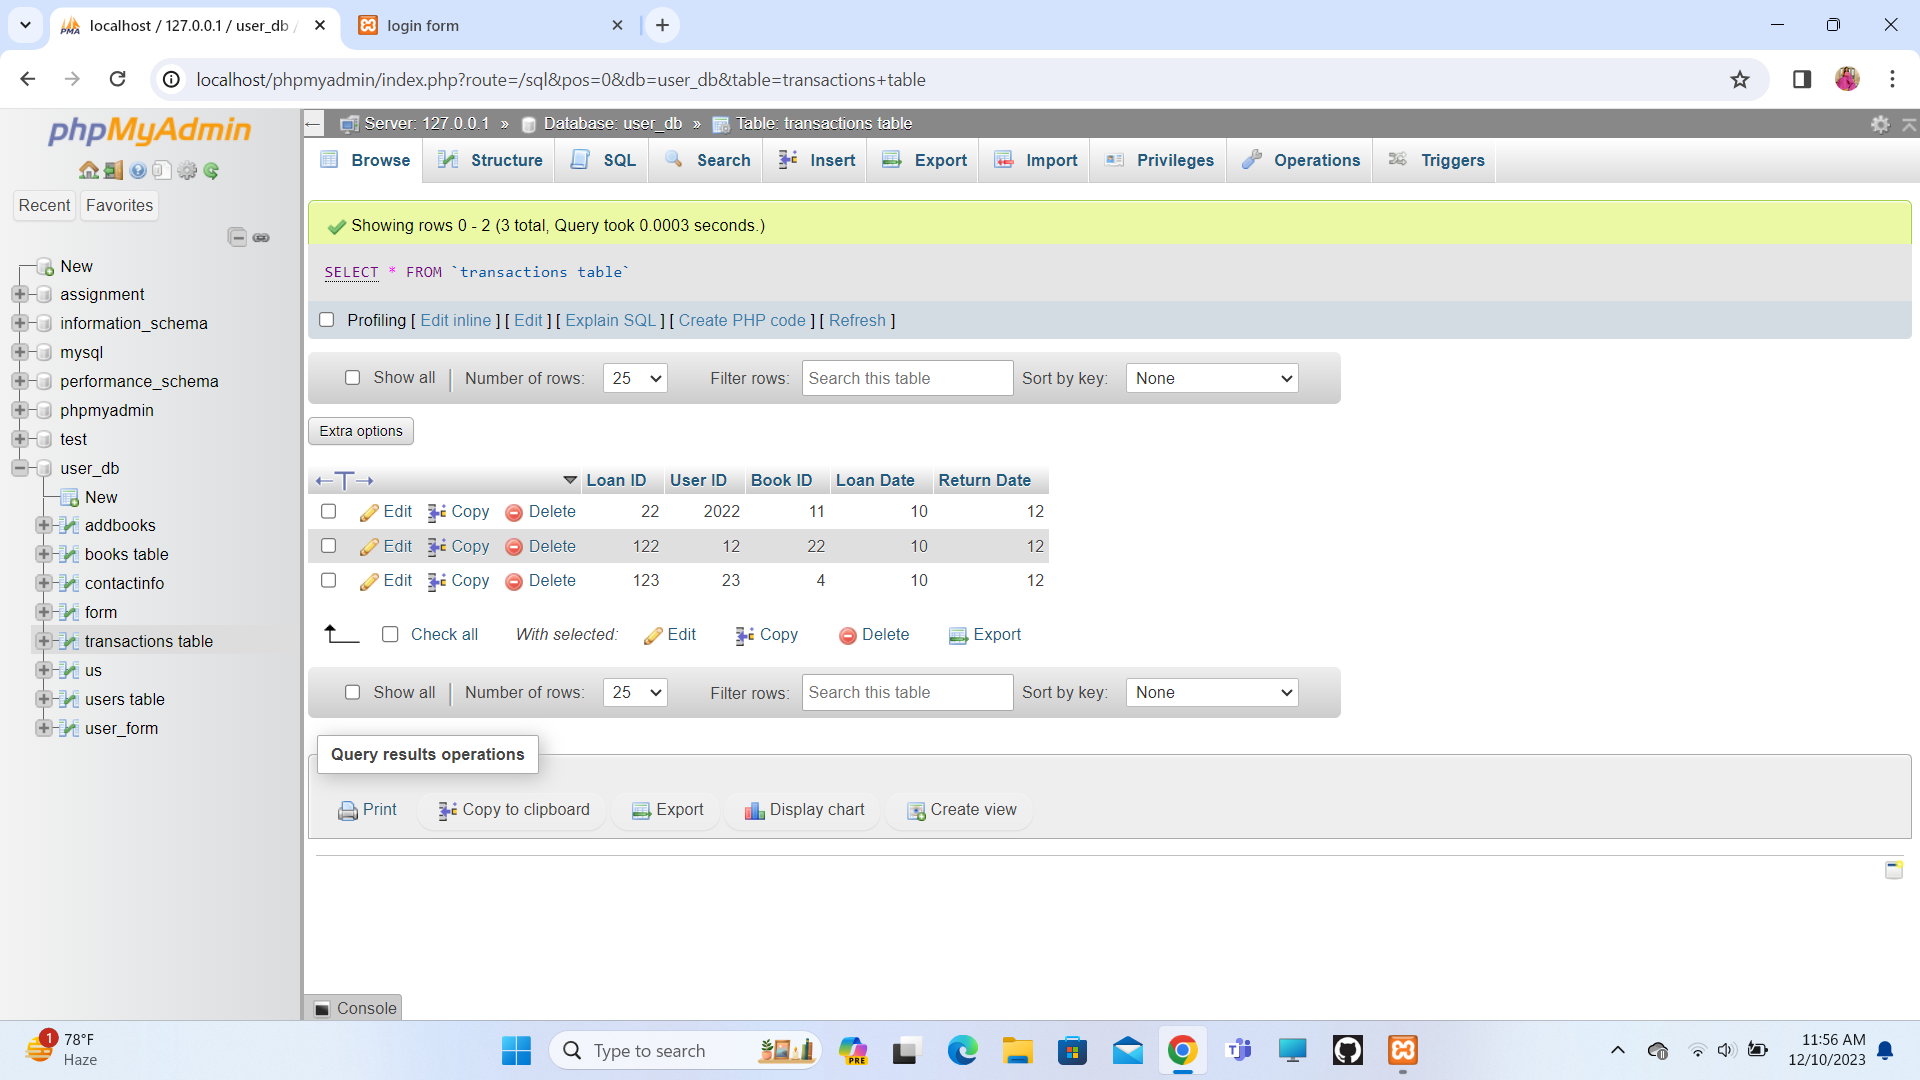 localhost / 127.0.0.1 / user_db /
login form
localhost/phpmyadmin/index.php?route=/sql&pos=0&db=user_db&table=transactions+table
phpMyAdmin
Recent Favorites
New
assignment
information_schema
mysql
performance_schema
phpmyadmin
test
user_db
New
addbooks
books table
contactinfo
form
transactions table
us
users table
user_form
Server: 127.0.0.1 » Database: user_db » Table: transactions table
Browse Structure SQL Search Insert Export Import Privileges Operations Triggers
Showing rows 0 - 2 (3 total, Query took 0.0003 seconds.)
SELECT * FROM `transactions table`
Profiling [ Edit inline ] [ Edit ] [ Explain SQL ] [ Create PHP code ] [ Refresh ]
Show all | Number of rows: 25 Filter rows: Search this table Sort by key: None
Extra options
←T→ Loan ID User ID Book ID Loan Date Return Date
Edit Copy Delete 22 2022 11 10 12
Edit Copy Delete 122 12 22 10 12
Edit Copy Delete 123 23 4 10 12
Check all With selected: Edit Copy Delete Export
Show all | Number of rows: 25 Filter rows: Search this table Sort by key: None
Query results operations
Print Copy to clipboard Export Display chart Create view
Console
1
78°F
Haze
Type to search
PRE
11:56 AM
12/10/2023